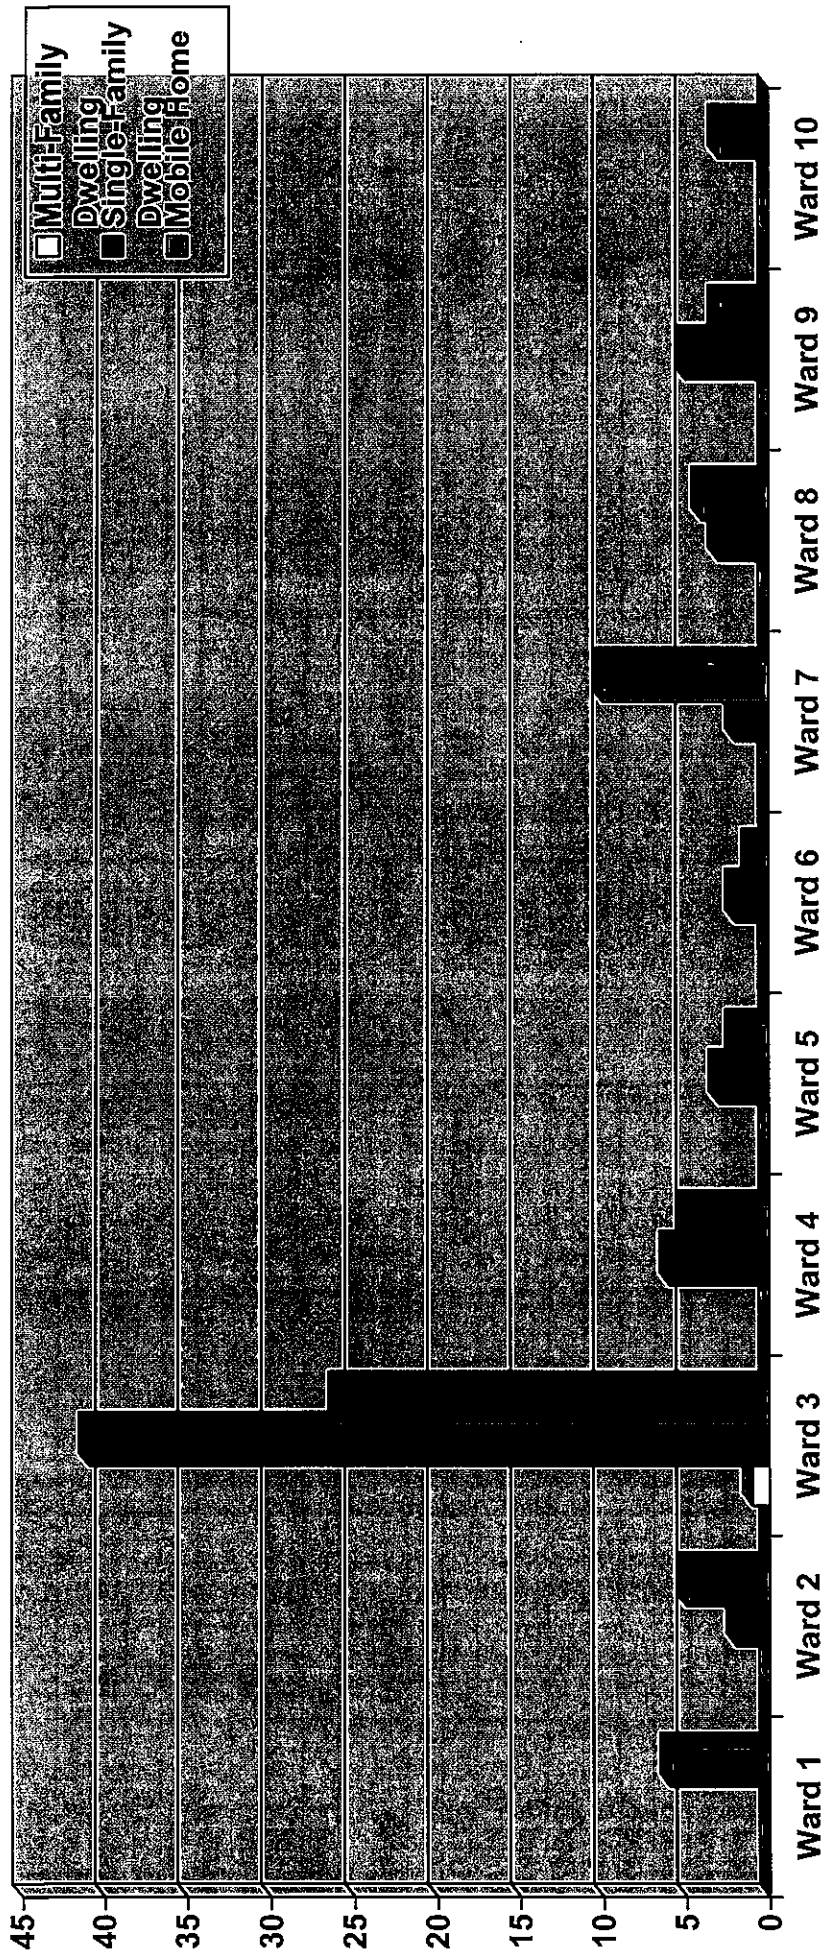 Multi-Family
Dwelling
Single-Family
Dwelling
Mobile Home
45
40
35
30
25
20
15
10
5
0
Ward 1
Ward 2
Ward 3
Ward 4
Ward 5
Ward 6
Ward 7
Ward 8
Ward 9
Ward 10